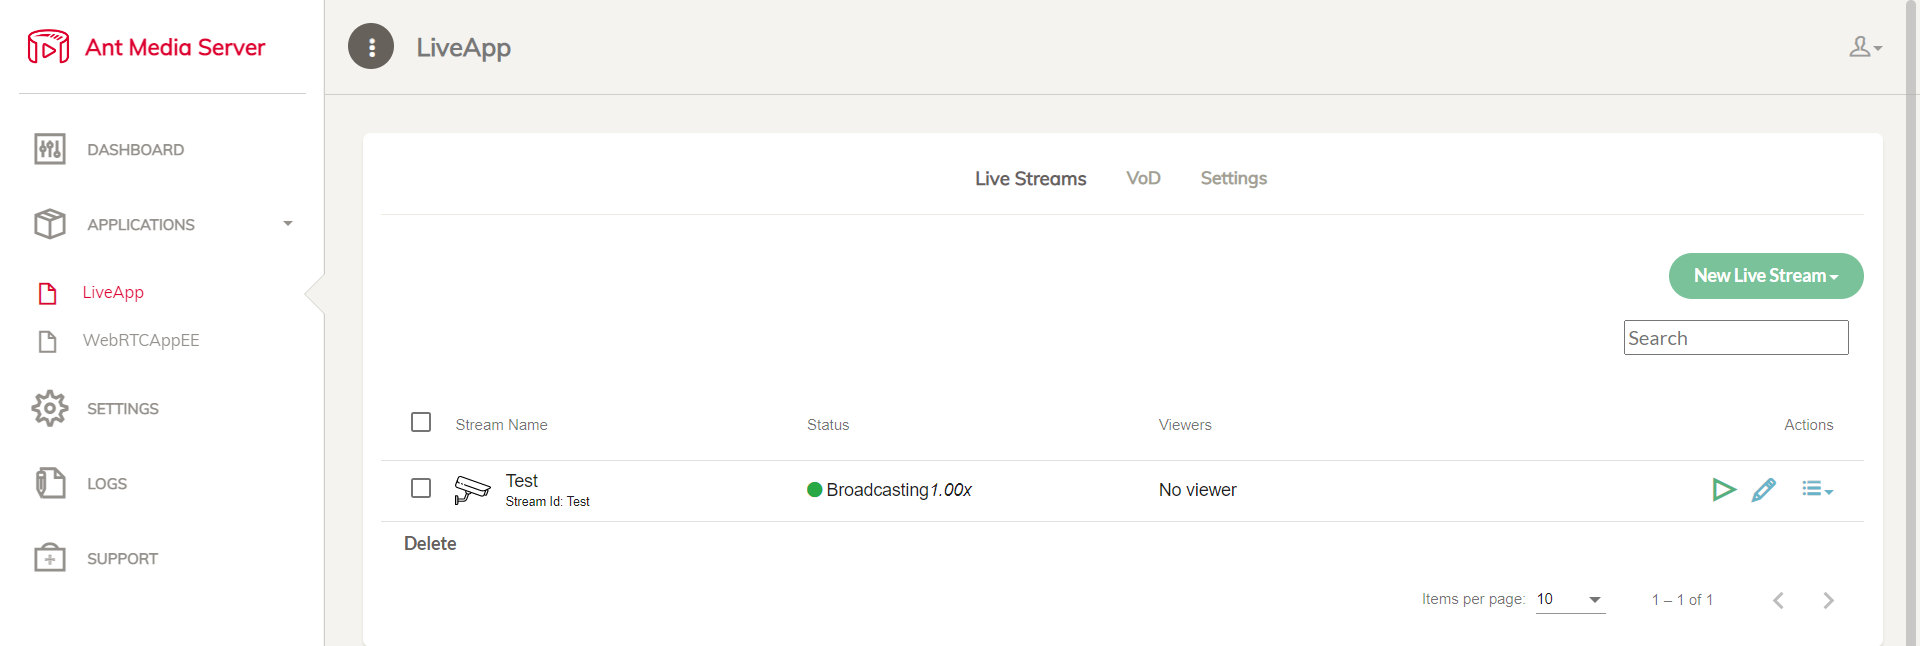 Ant Media Server
LiveApp
DASHBOARD
APPLICATIONS
LiveApp
WebRTCAppEE
SETTINGS
LOGS
SUPPORT
Live Streams VoD Settings
New Live Stream
Search
Stream Name Status Viewers Actions
Test
Stream Id: Test
Broadcasting1.00x
No viewer
Delete
Items per page: 10 1 – 1 of 1